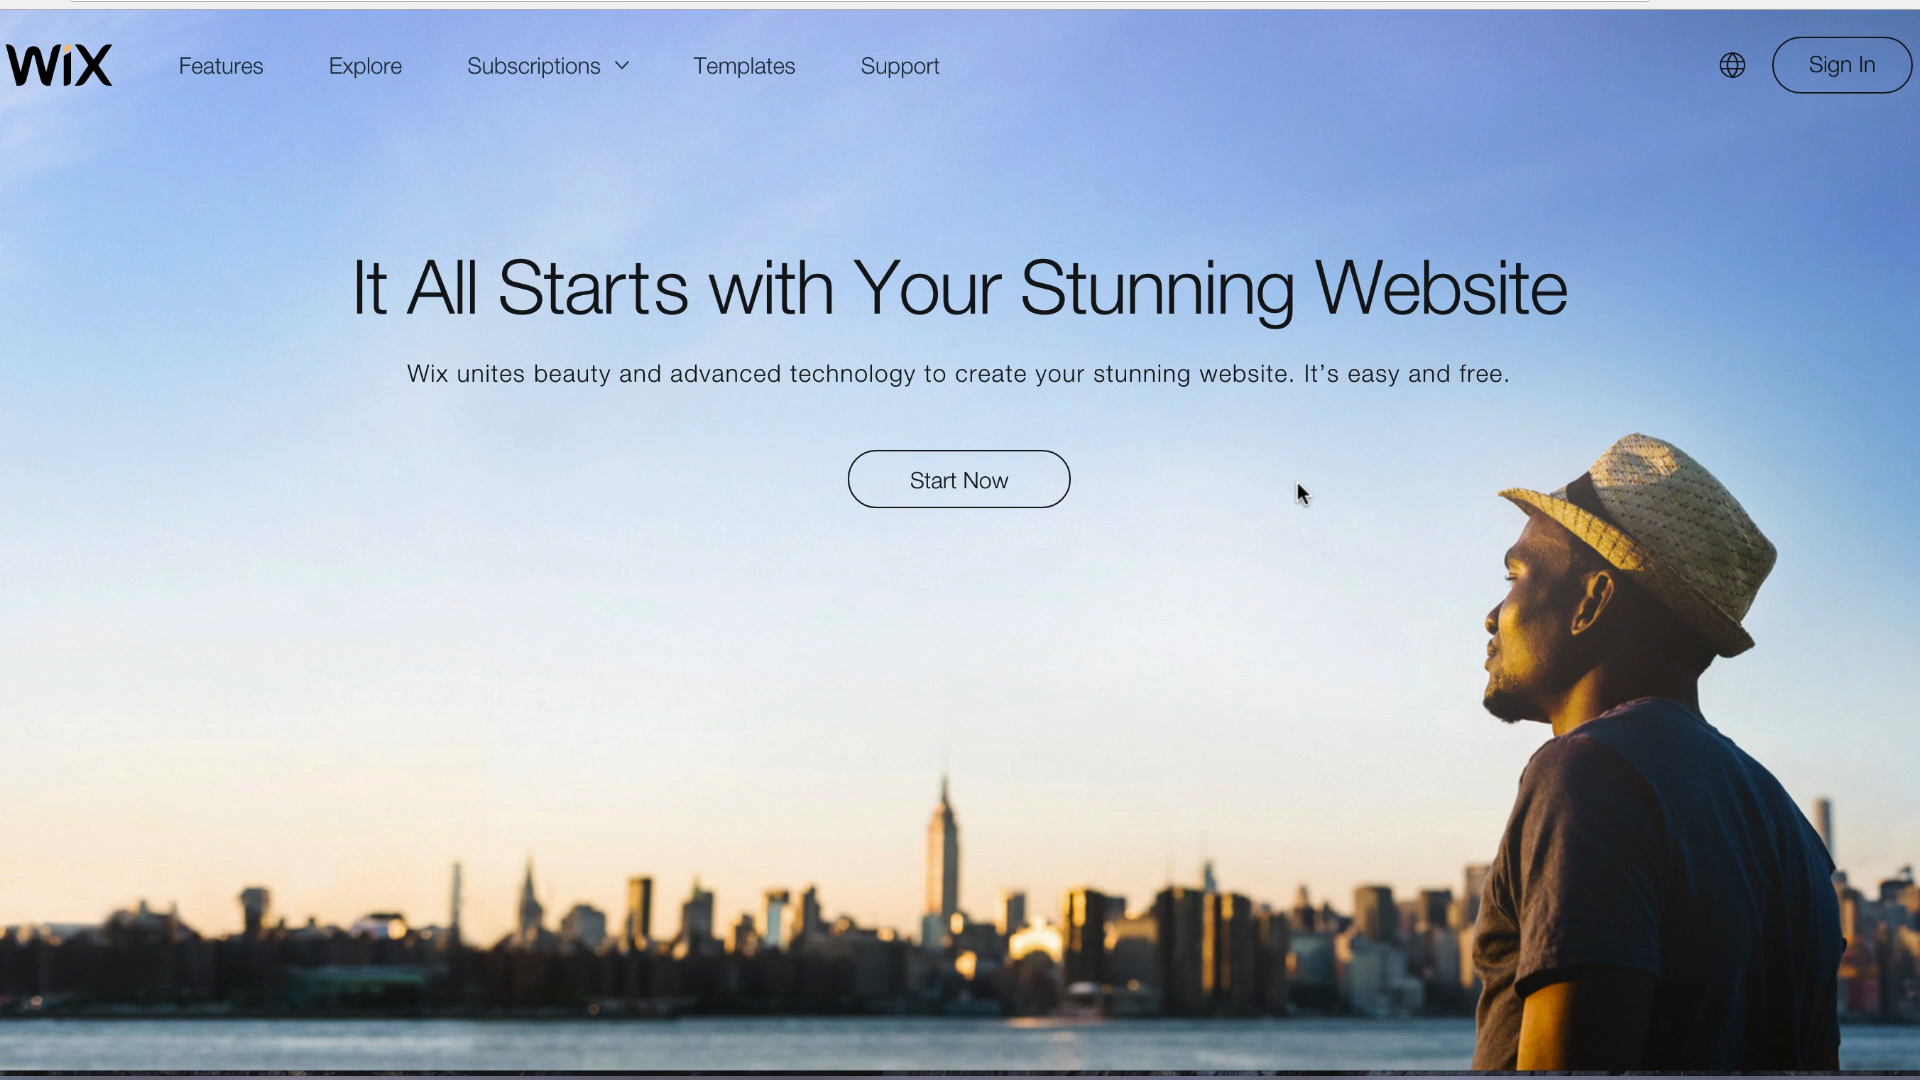 WiX
Features
Explore
Subscriptions
Templates
Support
Sign In
It All Starts with Your Stunning Website
Wix unites beauty and advanced technology to create your stunning website. It’s easy and free.
Start Now